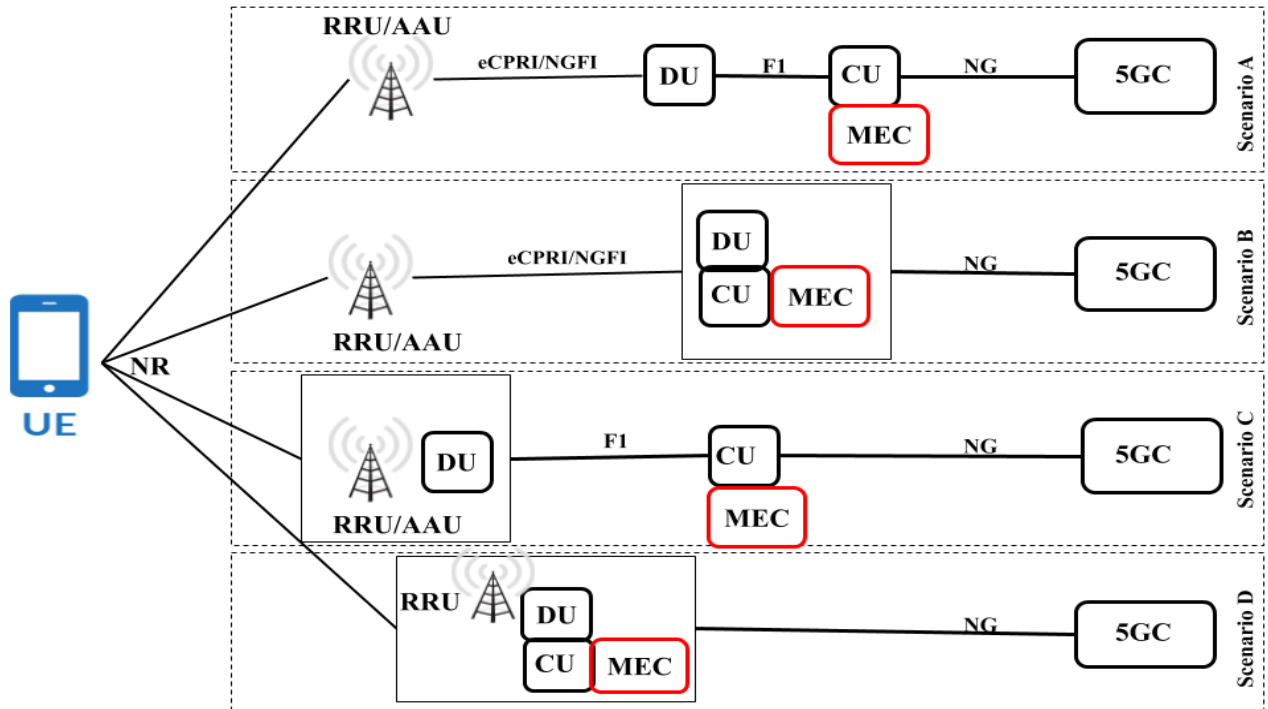 RRU/AAU
eCPRI/NGFI
DU
F1
CU
NG
5GC
MEC
Scenario A
DU
eCPRI/NGFI
CU
MEC
NG
5GC
RRU/AAU
Scenario B
NR
UE
DU
F1
CU
NG
5GC
RRU/AAU
MEC
Scenario C
RRU
DU
CU
MEC
NG
5GC
Scenario D